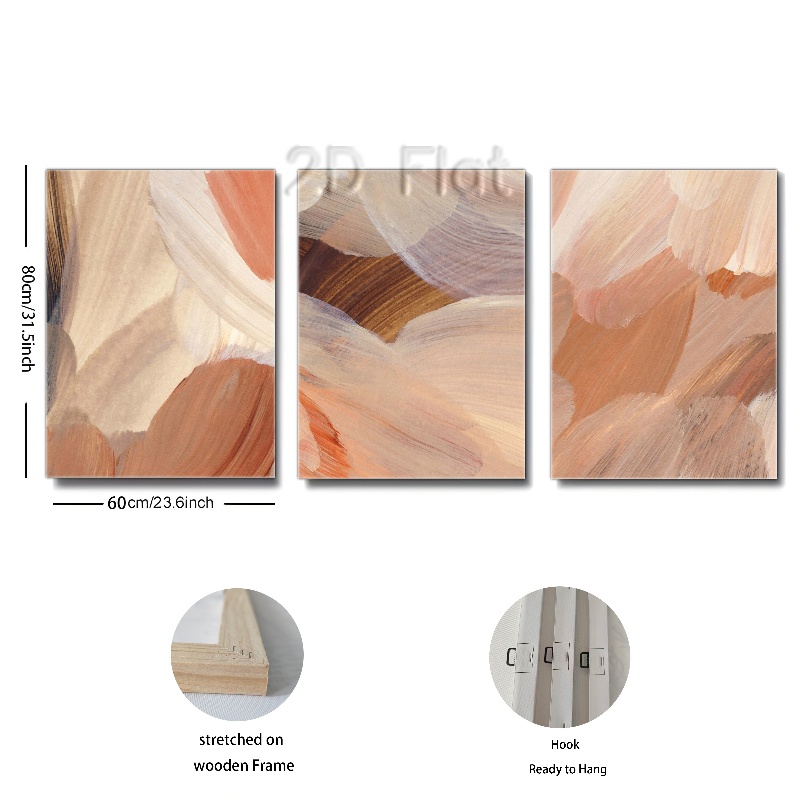 2D Flat
80cm/31.5inch
60cm/23.6inch
stretched on
wooden Frame
Hook
Ready to Hang